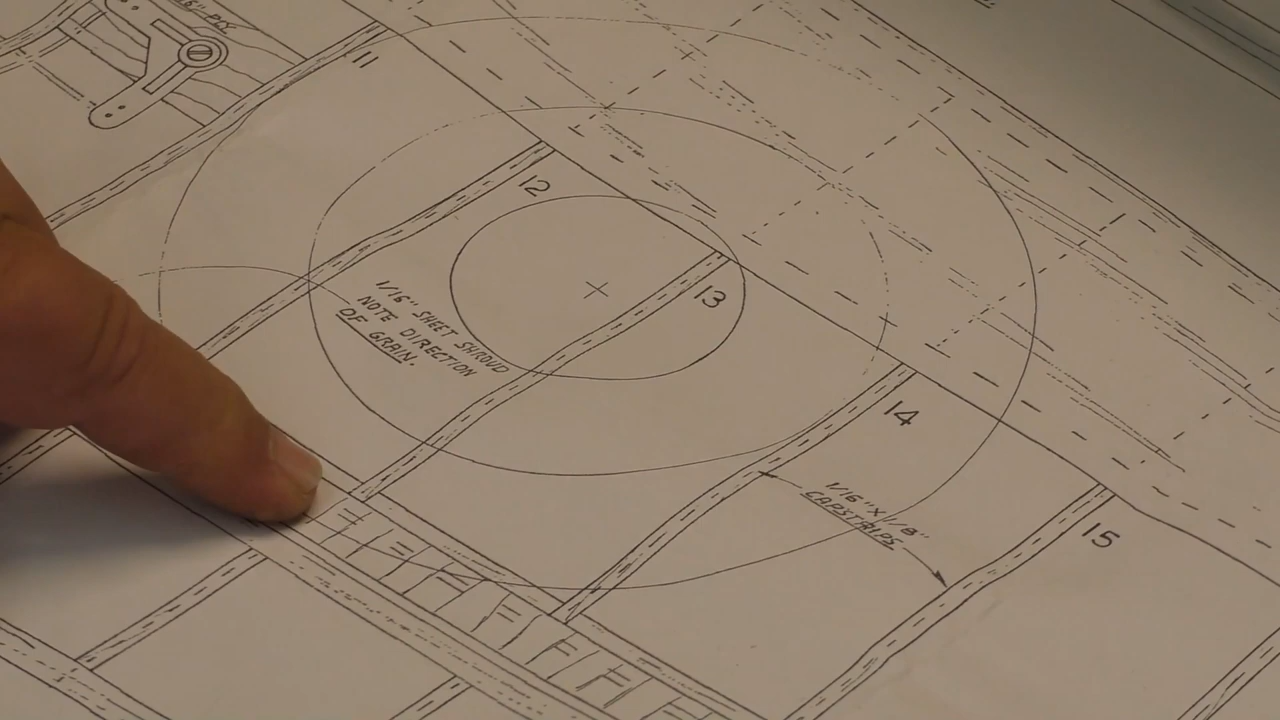 11
12
13
1/16" SHEET SHROUD
NOTE DIRECTION
OF GRAIN.
14
1/16" X 1/8"
CAPSTRIPS
15